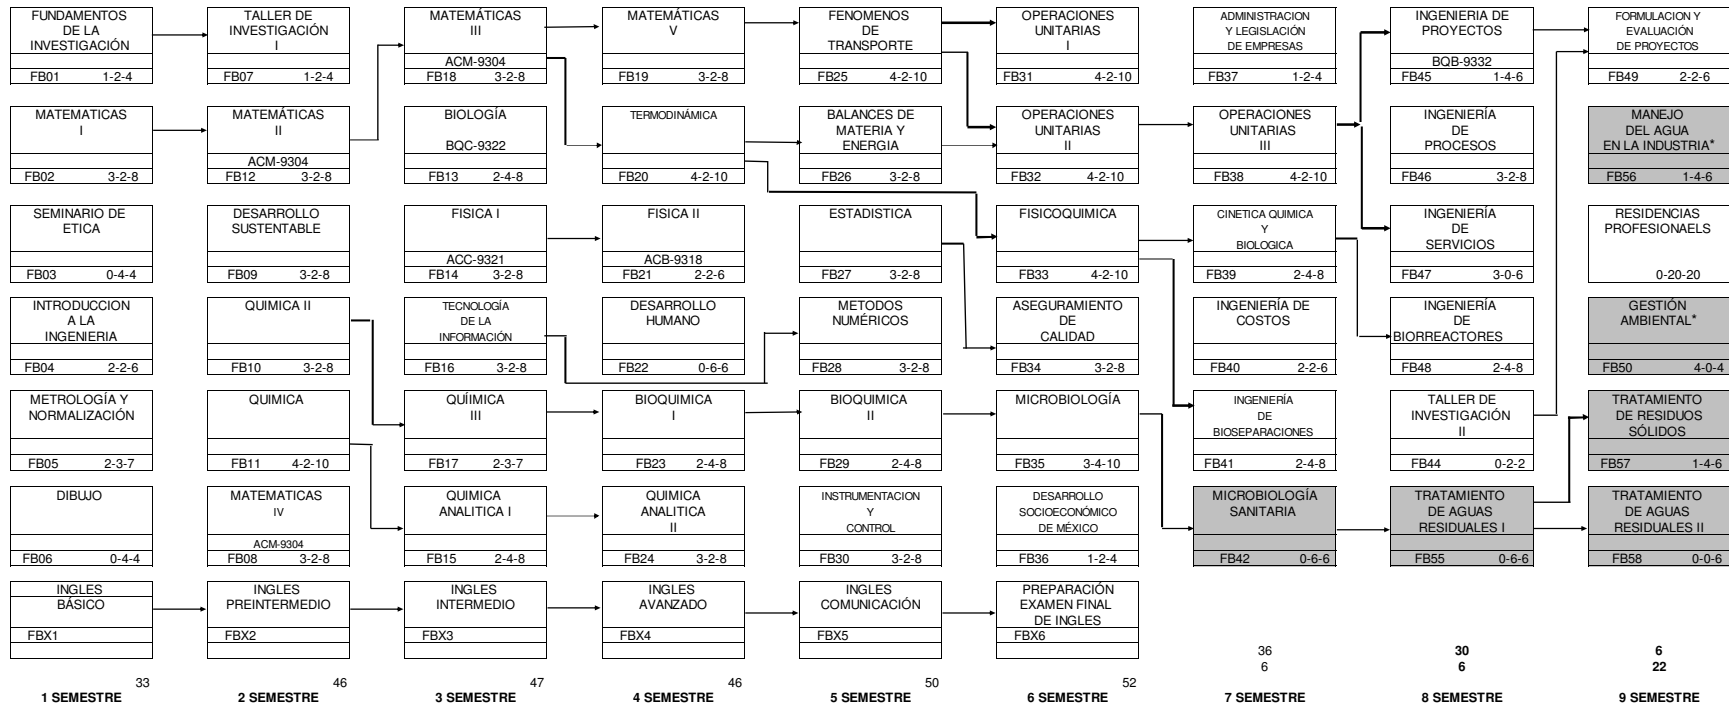 FUNDAMENTOS
DE LA
INVESTIGACIÓN
FB01 1-2-4
MATEMATICAS
I
FB02 3-2-8
SEMINARIO DE
ETICA
FB03 0-4-4
INTRODUCCION
A LA
INGENIERIA
FB04 2-2-6
METROLOGÍA Y
NORMALIZACIÓN
FB05 2-3-7
DIBUJO
FB06 0-4-4
INGLES
BÁSICO
FBX1
33
1 SEMESTRE
TALLER DE
INVESTIGACIÓN
I
FB07 1-2-4
MATEMÁTICAS
II
ACM-9304
FB12 3-2-8
DESARROLLO
SUSTENTABLE
FB09 3-2-8
QUIMICA II
FB10 3-2-8
QUIMICA
FB11 4-2-10
MATEMATICAS
IV
ACM-9304
FB08 3-2-8
INGLES
PREINTERMEDIO
FBX2
46
2 SEMESTRE
MATEMÁTICAS
III
ACM-9304
FB18 3-2-8
BIOLOGÍA
BQC-9322
FB13 2-4-8
FISICA I
ACC-9321
FB14 3-2-8
TECNOLOGÍA
DE LA
INFORMACIÓN
FB16 3-2-8
QUÍIMICA
III
FB17 2-3-7
QUIMICA
ANALITICA I
FB15 2-4-8
INGLES
INTERMEDIO
FBX3
47
3 SEMESTRE
MATEMÁTICAS
V
FB19 3-2-8
TERMODINÁMICA
FB20 4-2-10
FISICA II
ACB-9318
FB21 2-2-6
DESARROLLO
HUMANO
FB22 0-6-6
BIOQUIMICA
I
FB23 2-4-8
QUIMICA
ANALITICA
II
FB24 3-2-8
INGLES
AVANZADO
FBX4
46
4 SEMESTRE
FENOMENOS
DE
TRANSPORTE
FB25 4-2-10
BALANCES DE
MATERIA Y
ENERGIA
FB26 3-2-8
ESTADISTICA
FB27 3-2-8
METODOS
NUMÉRICOS
FB28 3-2-8
BIOQUIMICA
II
FB29 2-4-8
INSTRUMENTACION
Y
CONTROL
FB30 3-2-8
INGLES
COMUNICACIÓN
FBX5
50
5 SEMESTRE
OPERACIONES
UNITARIAS
I
FB31 4-2-10
OPERACIONES
UNITARIAS
II
FB32 4-2-10
FISICOQUIMICA
FB33 4-2-10
ASEGURAMIENTO
DE
CALIDAD
FB34 3-2-8
MICROBIOLOGÍA
FB35 3-4-10
DESARROLLO
SOCIOECONÓMICO
DE MÉXICO
FB36 1-2-4
PREPARACIÓN
EXAMEN FINAL
DE INGLES
FBX6
52
6 SEMESTRE
ADMINISTRACION
Y LEGISLACIÓN
DE EMPRESAS
FB37 1-2-4
OPERACIONES
UNITARIAS
III
FB38 4-2-10
CINETICA QUIMICA
Y
BIOLOGICA
FB39 2-4-8
INGENIERÍA DE
COSTOS
FB40 2-2-6
INGENIERÍA
DE
BIOSEPARACIONES
FB41 2-4-8
MICROBIOLOGÍA
SANITARIA
FB42 0-6-6
36
6
7 SEMESTRE
INGENIERIA DE
PROYECTOS
BQB-9332
FB45 1-4-6
INGENIERÍA
DE
PROCESOS
FB46 3-2-8
INGENIERÍA
DE
SERVICIOS
FB47 3-0-6
INGENIERÍA
DE
BIORREACTORES
FB48 2-4-8
TALLER DE
INVESTIGACIÓN
II
FB44 0-2-2
TRATAMIENTO
DE AGUAS
RESIDUALES I
FB55 0-6-6
30
6
8 SEMESTRE
FORMULACION Y
EVALUACIÓN
DE PROYECTOS
FB49 2-2-6
MANEJO
DEL AGUA
EN LA INDUSTRIA*
FB56 1-4-6
RESIDENCIAS
PROFESIONAELS
0-20-20
GESTIÓN
AMBIENTAL*
FB50 4-0-4
TRATAMIENTO
DE RESIDUOS
SÓLIDOS
FB57 1-4-6
TRATAMIENTO
DE AGUAS
RESIDUALES II
FB58 0-0-6
6
22
9 SEMESTRE